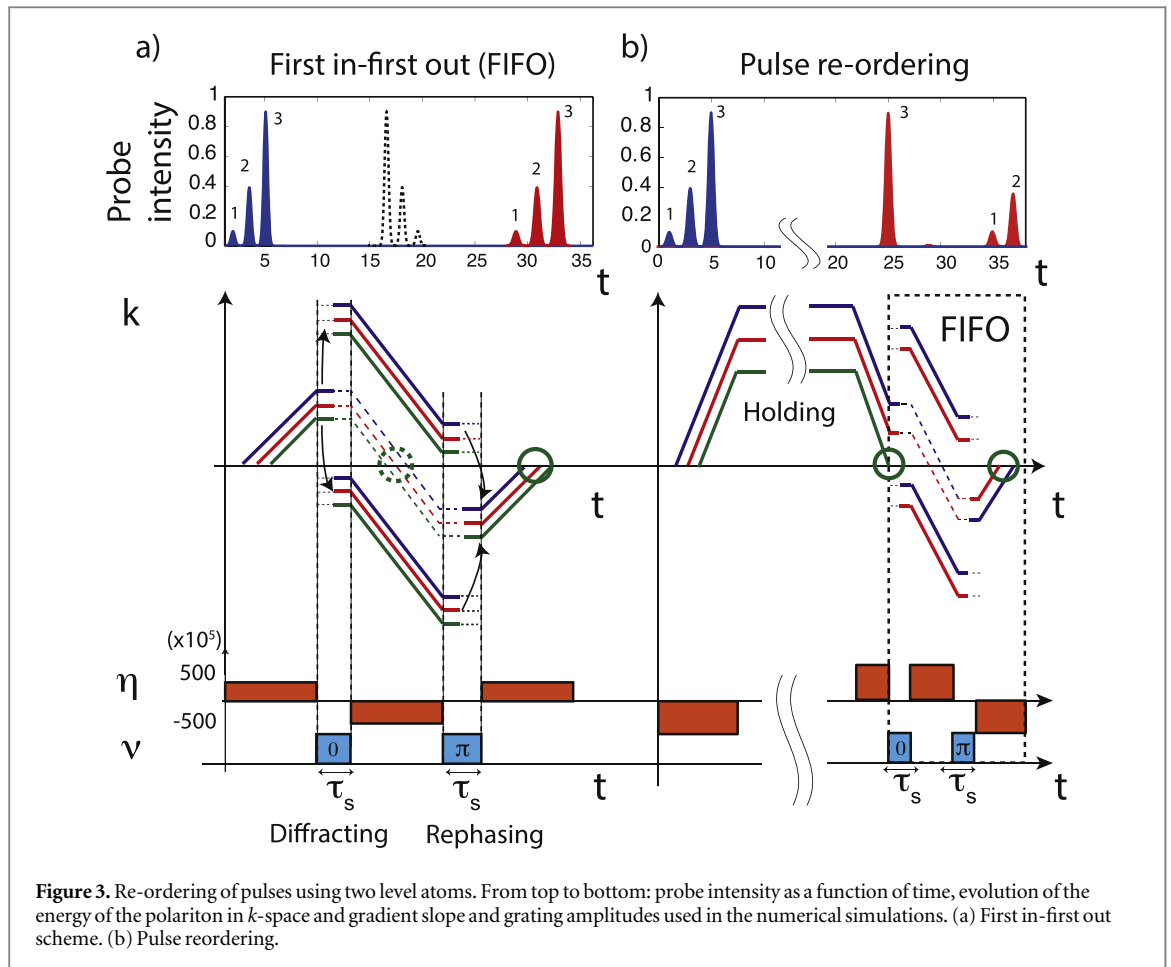 a)
First in-first out (FIFO)
b)
Pulse re-ordering
Probe
intensity
1
0.8
0.6
0.4
0.2
0
1
2
3
1
2
3
5
10
15
20
25
30
35
t
1
0.8
0.6
0.4
0.2
0
1
2
3
3
1
2
0
5
10
20
25
30
35
t
k
t
Holding
FIFO
t
(x10⁵)
500
η
-500
ν
0
π
τs
τs
t
Diffracting
Rephasing
0
π
τs
τs
t
Figure 3. Re-ordering of pulses using two level atoms. From top to bottom: probe intensity as a function of time, evolution of the
energy of the polariton in k-space and gradient slope and grating amplitudes used in the numerical simulations. (a) First in-first out
scheme. (b) Pulse reordering.